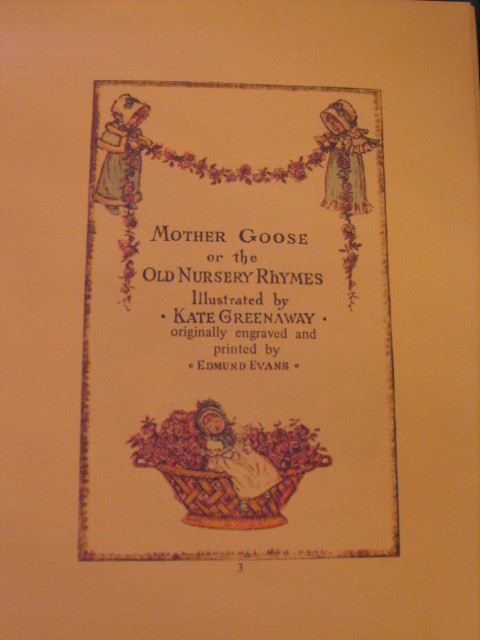 MOTHER GOOSE
or the
OLD NURSERY RHYMES
Illustrated by
• KATE GREENAWAY •
originally engraved and
printed by
• EDMUND EVANS •
3